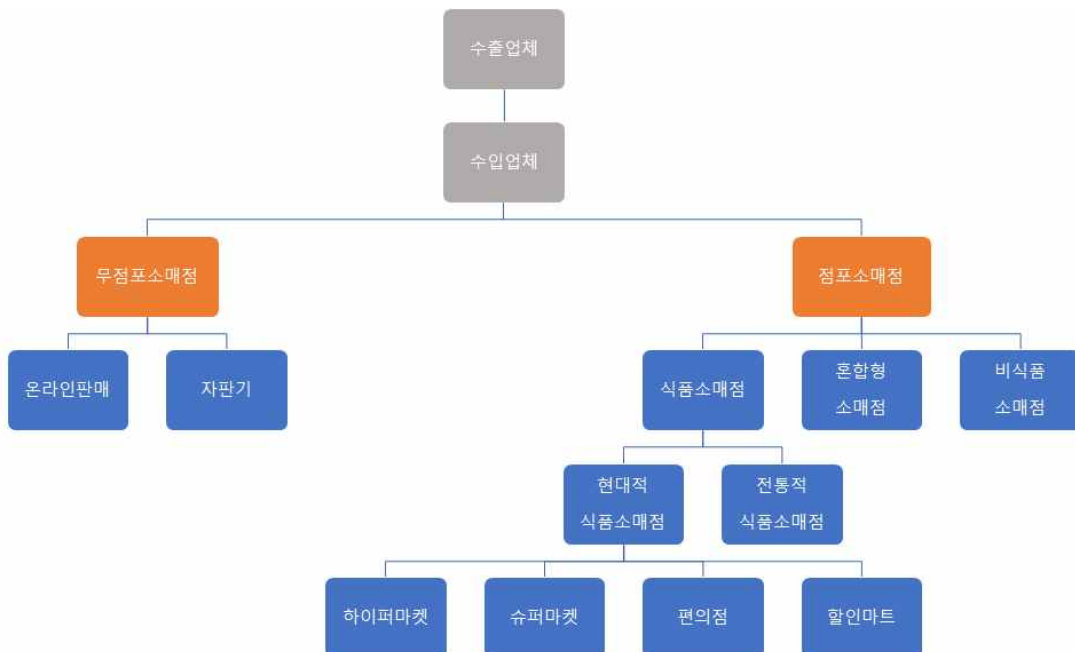 수출업체
수입업체
무점포소매점
점포소매점
온라인판매
자판기
식품소매점
혼합형
소매점
비식품
소매점
현대적
식품소매점
전통적
식품소매점
하이퍼마켓
슈퍼마켓
편의점
할인마트